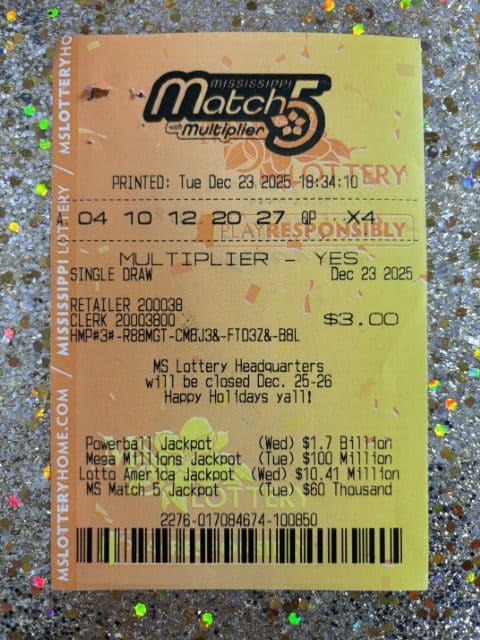 MISSISSIPPI
Match 5
with Multiplier
LOTTERY
PRINTED: Tue Dec 23 2025 18:34:10
A 04 10 12 20 27 QP X4
PLAY RESPONSIBLY
MULTIPLIER - YES
SINGLE DRAW Dec 23 2025
RETAILER 200038
CLERK 20003800 $3.00
HMP#3#-R88MGT-CMBJ3&-FTD3Z&-B8L
MS Lottery Headquarters
will be closed Dec. 25-26
Happy Holidays yall!
Powerball Jackpot (Wed) $1.7 Billion
Mega Millions Jackpot (Tue) $100 Million
Lotto America Jackpot (Wed) $10.41 Million
MS Match 5 Jackpot (Tue) $60 Thousand
LOTTERY
2276-017084674-100850
MSLOTTERYHOME.COM / MISSISSIPPI LOTTERY / MSLOTTERYHO